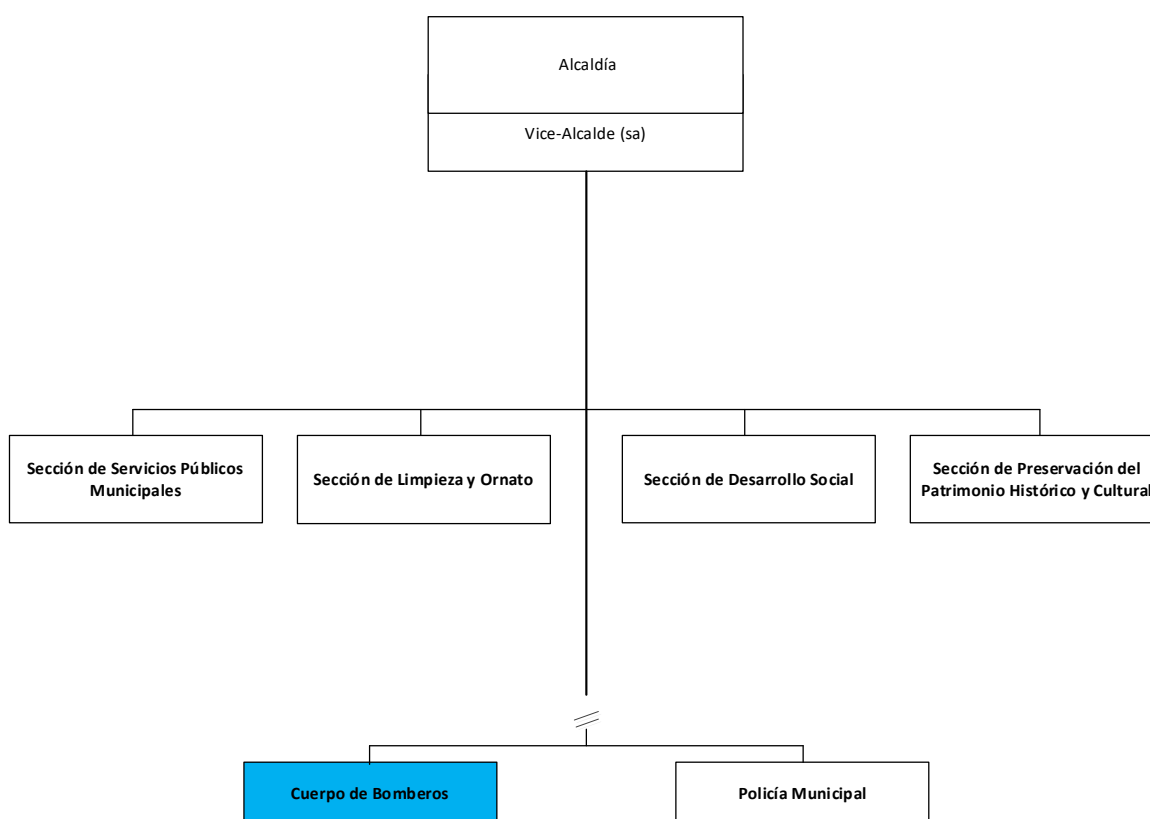 Alcaldía
Vice-Alcalde (sa)
Sección de Servicios Públicos
Municipales
Sección de Limpieza y Ornato
Sección de Desarrollo Social
Sección de Preservación del
Patrimonio Histórico y Cultural
Cuerpo de Bomberos
Policía Municipal